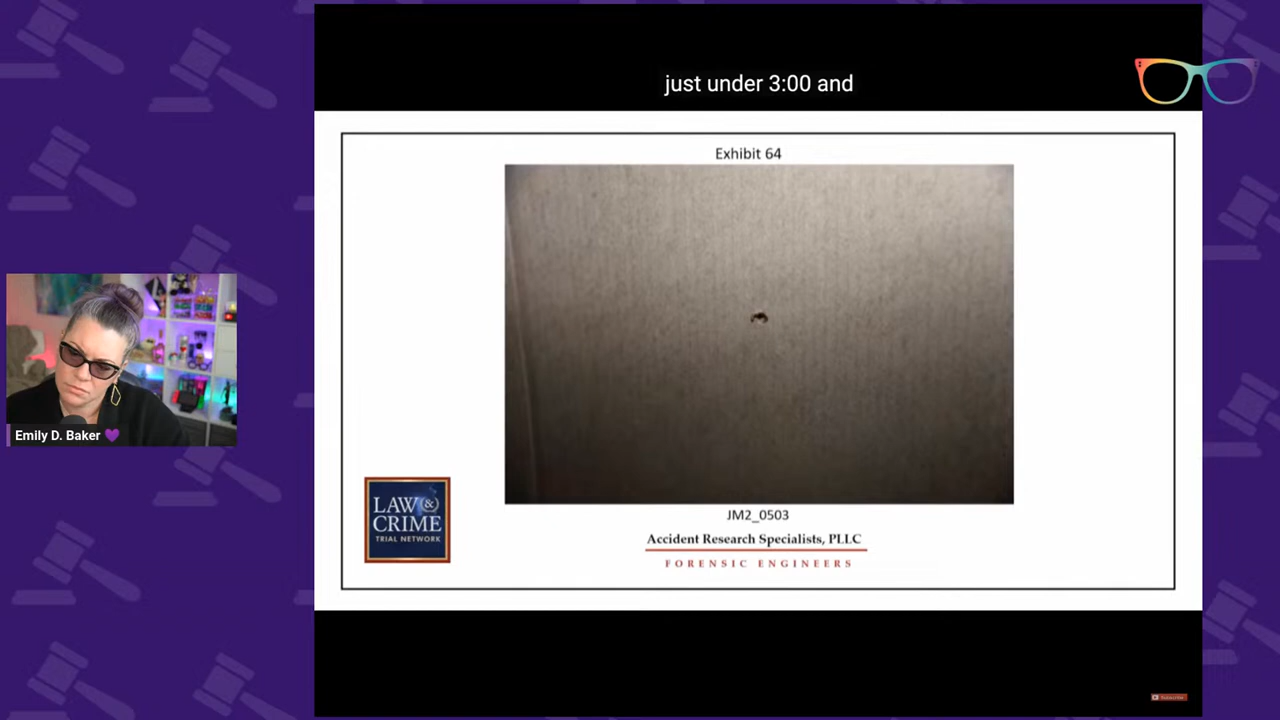 just under 3:00 and
Exhibit 64
Emily D. Baker 💜
LAW &
CRIME
TRIAL NETWORK
JM2_0503
Accident Research Specialists, PLLC
FORENSIC ENGINEERS